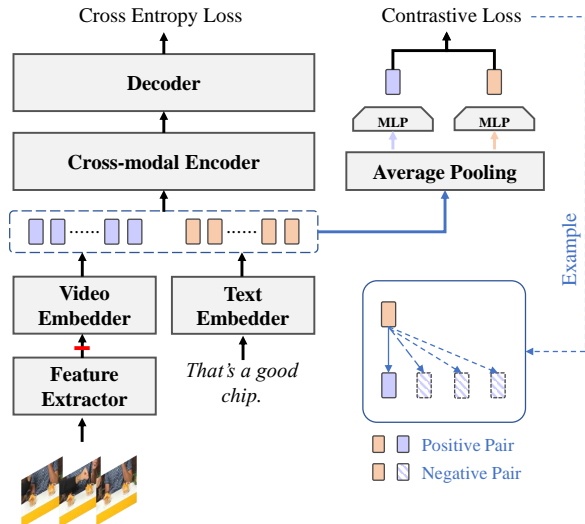 Cross Entropy Loss
Contrastive Loss
Decoder
MLP
MLP
Cross-modal Encoder
Average Pooling
Video
Embedder
Text
Embedder
Example
Feature
Extractor
That's a good
chip.
Positive Pair
Negative Pair